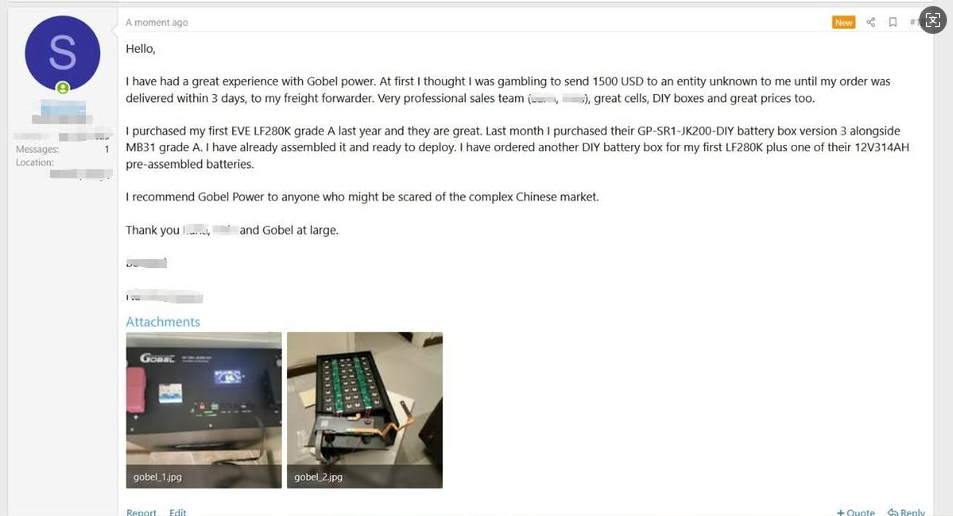 S
A moment ago
New
Hello,
I have had a great experience with Gobel power. At first I thought I was gambling to send 1500 USD to an entity unknown to me until my order was
delivered within 3 days, to my freight forwarder. Very professional sales team ( , ), great cells, DIY boxes and great prices too.
I purchased my first EVE LF280K grade A last year and they are great. Last month I purchased their GP-SR1-JK200-DIY battery box version 3 alongside
MB31 grade A. I have already assembled it and ready to deploy. I have ordered another DIY battery box for my first LF280K plus one of their 12V314AH
pre-assembled batteries.
Messages: 1
Location:
I recommend Gobel Power to anyone who might be scared of the complex Chinese market.
Thank you , and Gobel at large.
Attachments
GOBEL
gobel_1.jpg
gobel_2.jpg
Report Edit
+ Quote Reply